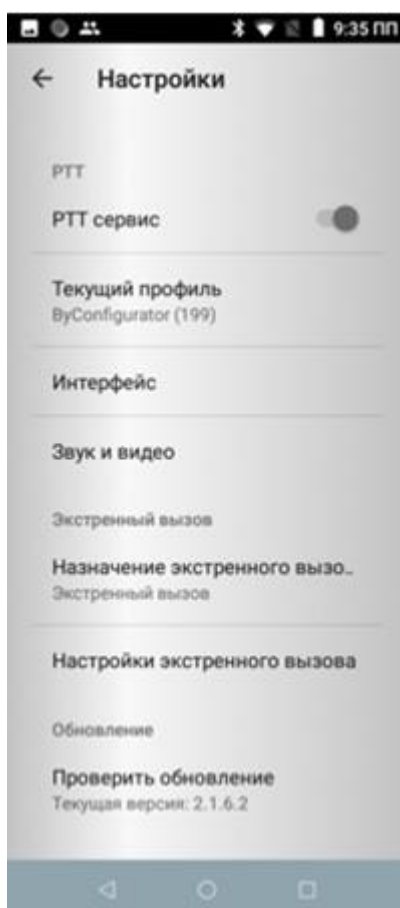 9:35 ПП
Настройки
PTT
PTT сервис
Текущий профиль
ByConfigurator (199)
Интерфейс
Звук и видео
Экстренный вызов
Назначение экстренного вызо..
Экстренный вызов
Настройки экстренного вызова
Обновление
Проверить обновление
Текущая версия: 2.1.6.2